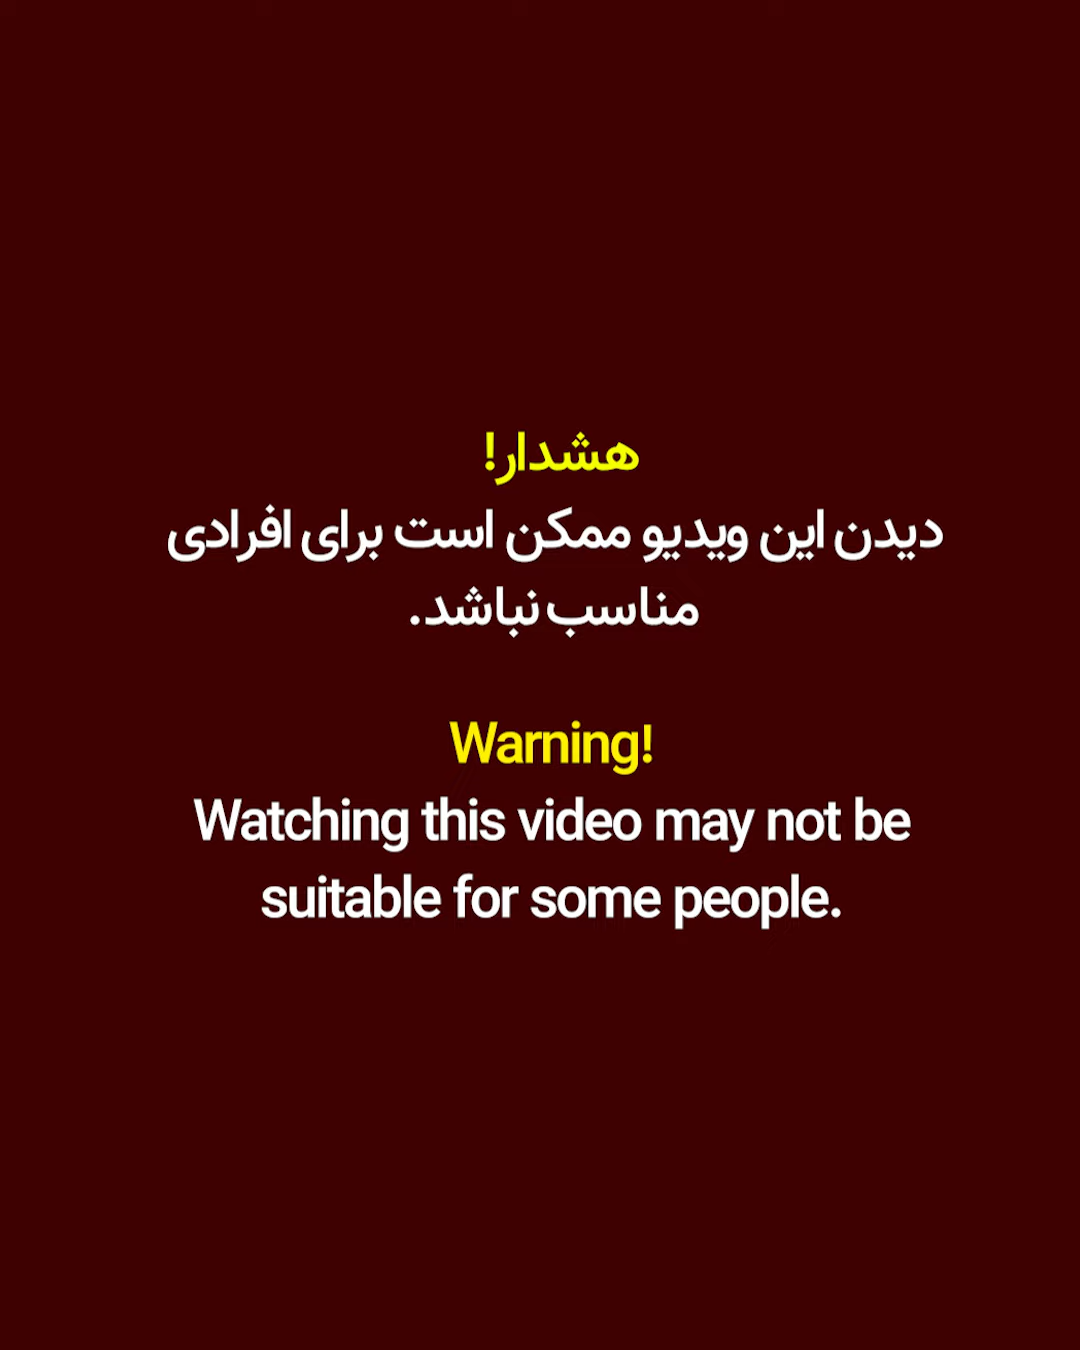 هشدار!
دیدن این ویدیو ممکن است برای افرادی
مناسب نباشد.
Warning!
Watching this video may not be
suitable for some people.